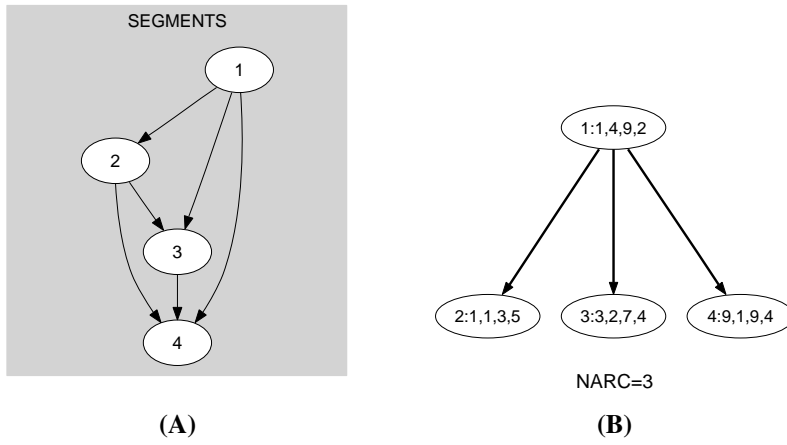 SEGMENTS
1
2
3
4
(A)
1:1,4,9,2
2:1,1,3,5
3:3,2,7,4
4:9,1,9,4
NARC=3
(B)